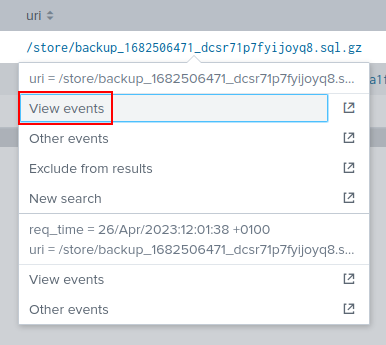 uri
/store/backup_1682506471_dcsr71p7fyijoyq8.sql.gz
uri = /store/backup_1682506471_dcsr71p7fyijoyq8.s...
View events
Other events
Exclude from results
New search
req_time = 26/Apr/2023:12:01:38 +0100
uri = /store/backup_1682506471_dcsr71p7fyijoyq8.s...
View events
Other events